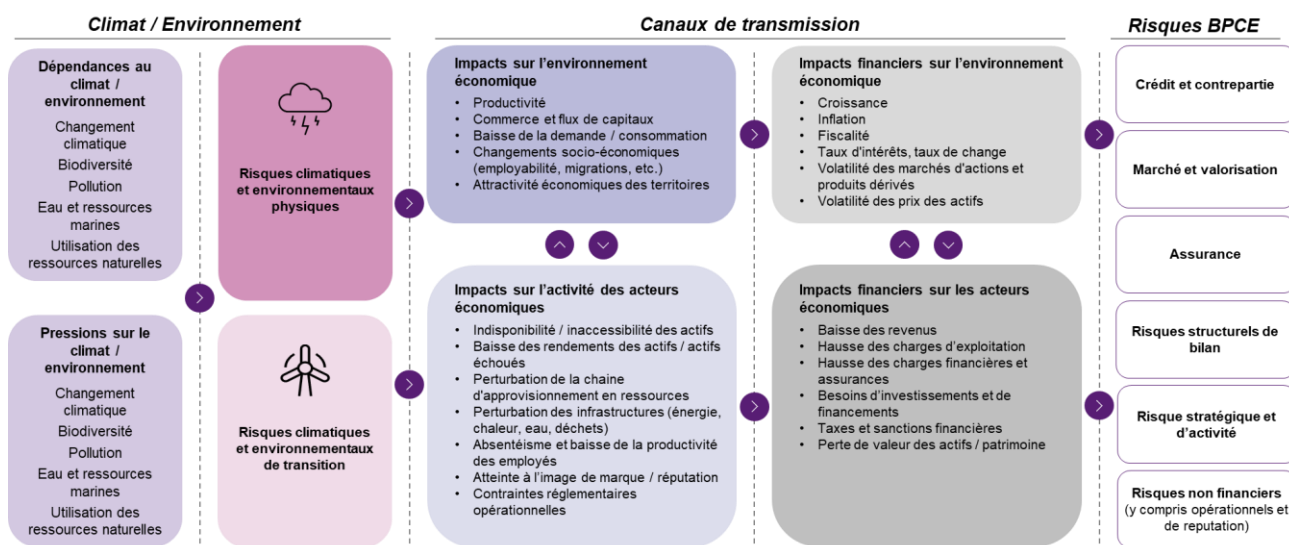 Climat / Environnement
Canaux de transmission
Risques BPCE
Dépendances au
climat /
environnement
Changement
climatique
Biodiversité
Pollution
Eau et ressources
marines
Utilisation des
ressources naturelles
Pressions sur le
climat /
environnement
Changement
climatique
Biodiversité
Pollution
Eau et ressources
marines
Utilisation des
ressources naturelles
Risques climatiques
et environnementaux
physiques
Risques climatiques
et environnementaux
de transition
Impacts sur l'environnement
économique
• Productivité
• Commerce et flux de capitaux
• Baisse de la demande / consommation
• Changements socio-économiques
(employabilité, migrations, etc.)
• Attractivité économiques des territoires
Impacts sur l'activité des acteurs
économiques
• Indisponibilité / inaccessibilité des actifs
• Baisse des rendements des actifs / actifs
échoués
• Perturbation de la chaine
d'approvisionnement en ressources
• Perturbation des infrastructures (énergie,
chaleur, eau, déchets)
• Absentéisme et baisse de la productivité
des employés
• Atteinte à l'image de marque / réputation
• Contraintes réglementaires
opérationnelles
Impacts financiers sur l'environnement
économique
• Croissance
• Inflation
• Fiscalité
• Taux d'intérêts, taux de change
• Volatilité des marchés d'actions et
produits dérivés
• Volatilité des prix des actifs
Impacts financiers sur les acteurs
économiques
• Baisse des revenus
• Hausse des charges d'exploitation
• Hausse des charges financières et
assurances
• Besoins d'investissements et de
financements
• Taxes et sanctions financières
• Perte de valeur des actifs / patrimoine
Crédit et contrepartie
Marché et valorisation
Assurance
Risques structurels de
bilan
Risque stratégique et
d'activité
Risques non financiers
(y compris opérationnels et
de reputation)